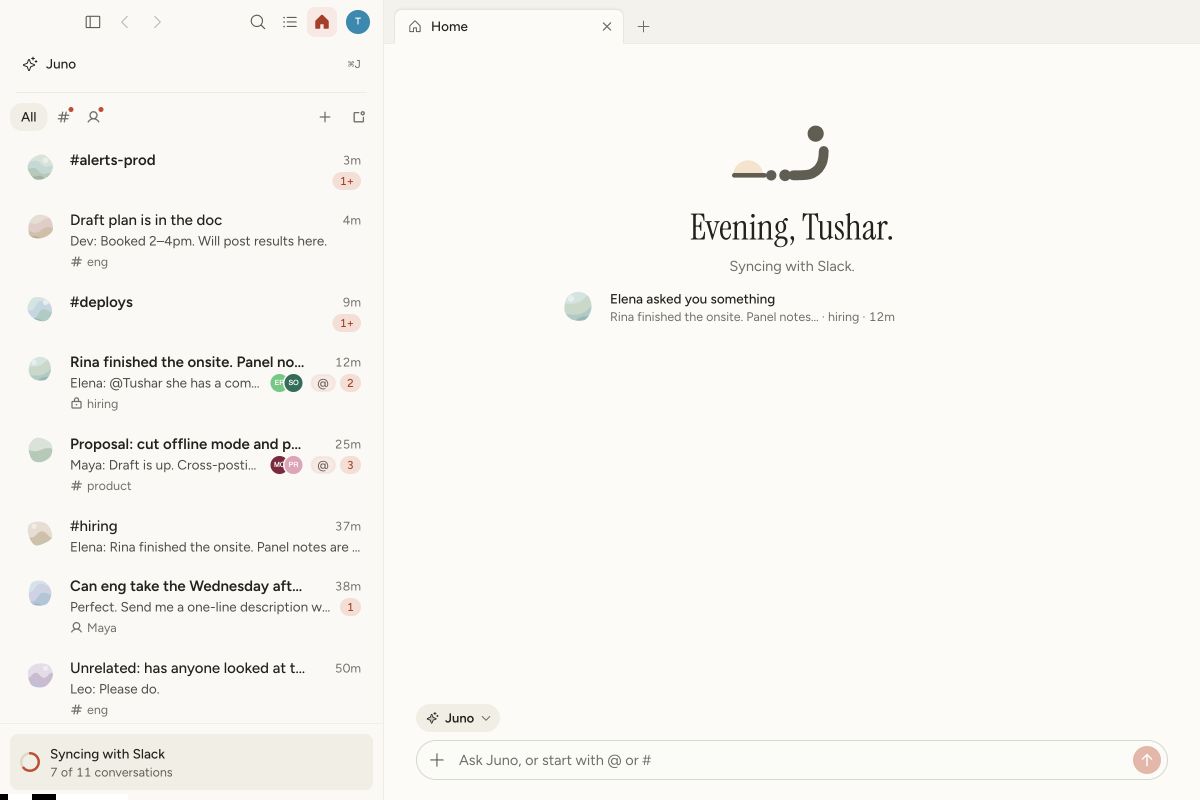 T
Home
Juno
⌘J
All
#alerts-prod
3m
1+
Draft plan is in the doc
4m
Dev: Booked 2–4pm. Will post results here.
# eng
#deploys
9m
1+
Rina finished the onsite. Panel no...
12m
Elena: @Tushar she has a com...
SO
@
2
hiring
Proposal: cut offline mode and p...
25m
Maya: Draft is up. Cross-posti...
PR
@
3
# product
#hiring
37m
Elena: Rina finished the onsite. Panel notes are ...
Can eng take the Wednesday aft...
38m
Perfect. Send me a one-line description w...
1
Maya
Unrelated: has anyone looked at t...
50m
Leo: Please do.
# eng
Syncing with Slack
7 of 11 conversations
Evening, Tushar.
Syncing with Slack.
Elena asked you something
Rina finished the onsite. Panel notes... · hiring · 12m
Juno
Ask Juno, or start with @ or #